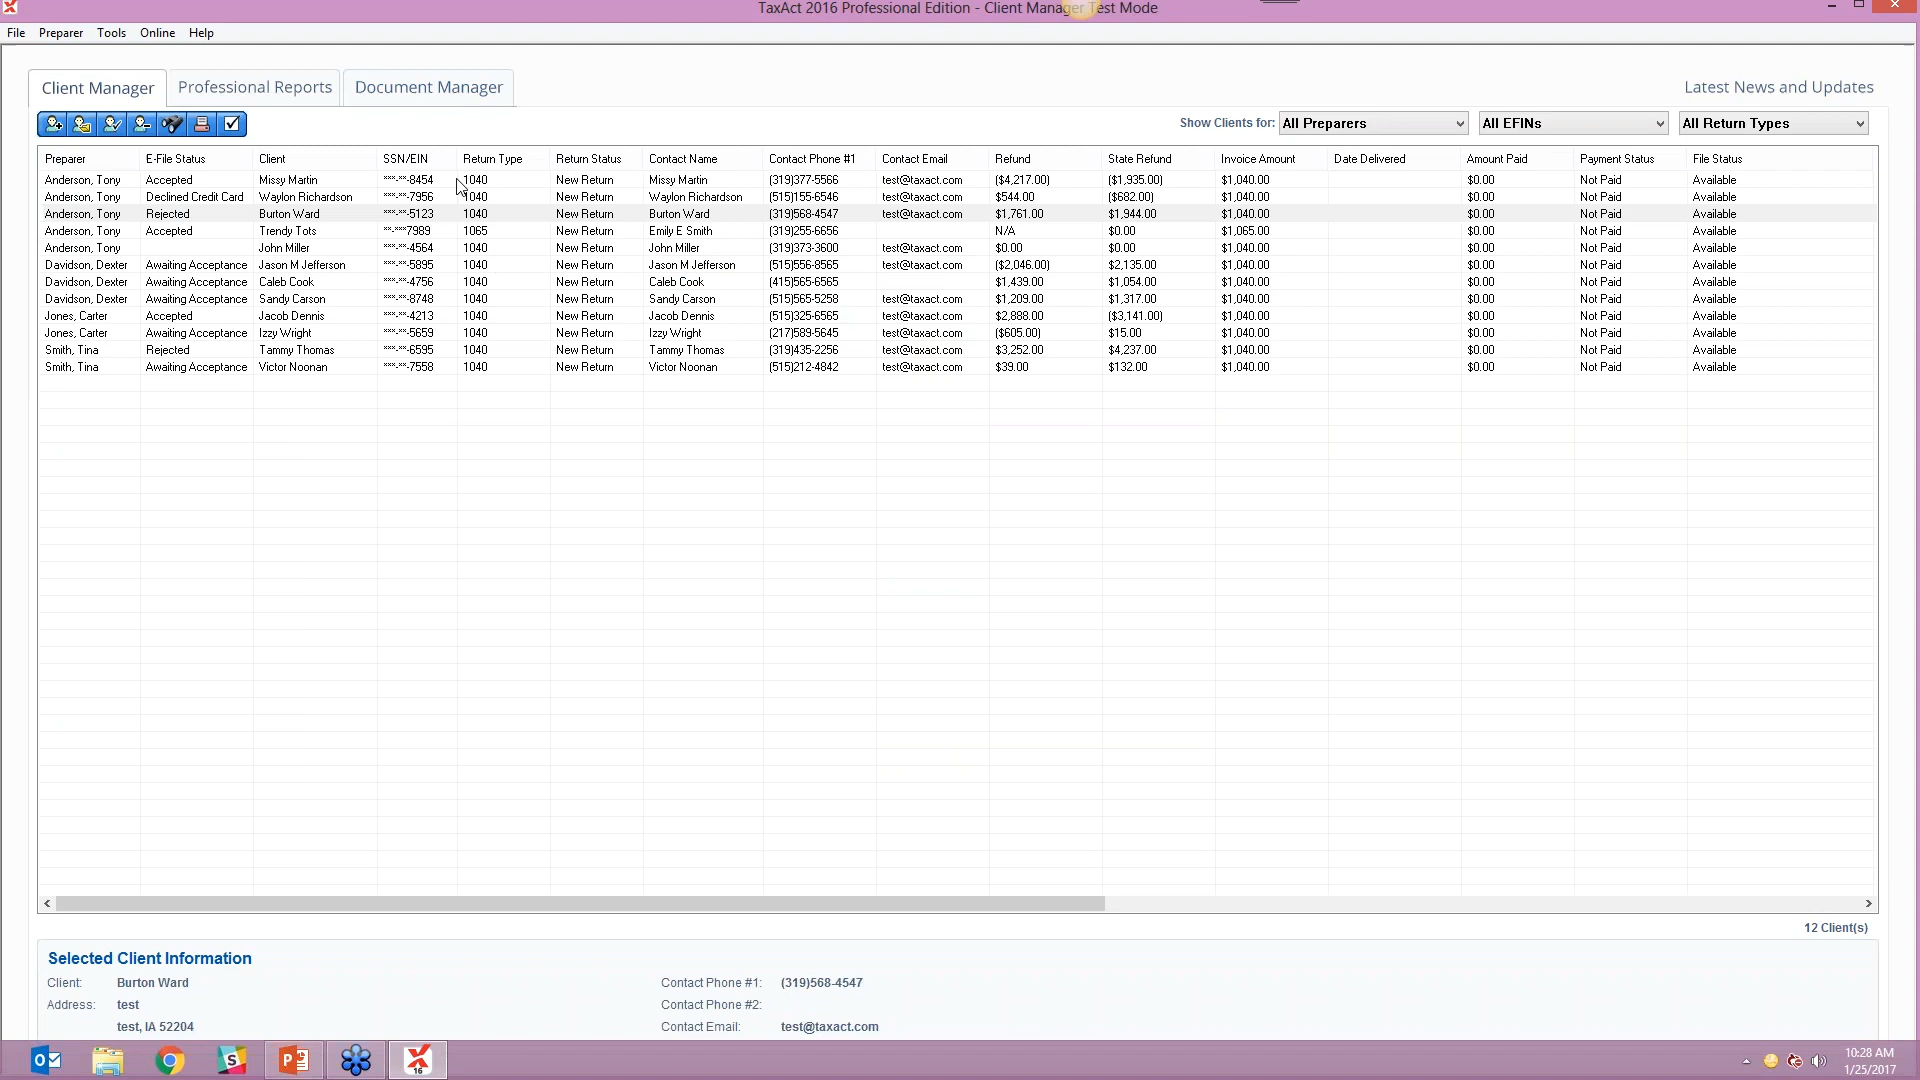 TaxAct 2016 Professional Edition - Client Manager Test Mode
File Preparer Tools Online Help
Client Manager Professional Reports Document Manager Latest News and Updates
Show Clients for: All Preparers All EFINs All Return Types
Preparer E-File Status Client SSN/EIN Return Type Return Status Contact Name Contact Phone #1 Contact Email Refund State Refund Invoice Amount Date Delivered Amount Paid Payment Status File Status
Anderson, Tony Accepted Missy Martin ***-**-8454 1040 New Return Missy Martin (319)377-5566 test@taxact.com ($4,217.00) ($1,935.00) $1,040.00 $0.00 Not Paid Available
Anderson, Tony Declined Credit Card Waylon Richardson ***-**-7956 1040 New Return Waylon Richardson (515)155-6546 test@taxact.com $544.00 ($682.00) $1,040.00 $0.00 Not Paid Available
Anderson, Tony Rejected Burton Ward ***-**-5123 1040 New Return Burton Ward (319)568-4547 test@taxact.com $1,761.00 $1,944.00 $1,040.00 $0.00 Not Paid Available
Anderson, Tony Accepted Trendy Tots **-***7989 1065 New Return Emily E Smith (319)255-6656 N/A $0.00 $1,065.00 $0.00 Not Paid Available
Anderson, Tony John Miller ***-**-4564 1040 New Return John Miller (319)373-3600 test@taxact.com $0.00 $0.00 $1,040.00 $0.00 Not Paid Available
Davidson, Dexter Awaiting Acceptance Jason M Jefferson ***-**-5895 1040 New Return Jason M Jefferson (515)556-8565 test@taxact.com ($2,046.00) $2,135.00 $1,040.00 $0.00 Not Paid Available
Davidson, Dexter Awaiting Acceptance Caleb Cook ***-**-4756 1040 New Return Caleb Cook (415)565-6565 $1,439.00 $1,054.00 $1,040.00 $0.00 Not Paid Available
Davidson, Dexter Awaiting Acceptance Sandy Carson ***-**-8748 1040 New Return Sandy Carson (515)565-5258 test@taxact.com $1,209.00 $1,317.00 $1,040.00 $0.00 Not Paid Available
Jones, Carter Accepted Jacob Dennis ***-**-4213 1040 New Return Jacob Dennis (515)325-6565 test@taxact.com $2,888.00 ($3,141.00) $1,040.00 $0.00 Not Paid Available
Jones, Carter Awaiting Acceptance Izzy Wright ***-**-5659 1040 New Return Izzy Wright (217)589-5645 test@taxact.com ($605.00) $15.00 $1,040.00 $0.00 Not Paid Available
Smith, Tina Rejected Tammy Thomas ***-**-6595 1040 New Return Tammy Thomas (319)435-2256 test@taxact.com $3,252.00 $4,237.00 $1,040.00 $0.00 Not Paid Available
Smith, Tina Awaiting Acceptance Victor Noonan ***-**-7558 1040 New Return Victor Noonan (515)212-4842 test@taxact.com $39.00 $132.00 $1,040.00 $0.00 Not Paid Available
12 Client(s)
Selected Client Information
Client: Burton Ward Contact Phone #1: (319)568-4547
Address: test Contact Phone #2:
test, IA 52204 Contact Email: test@taxact.com
16
10:28 AM
1/25/2017